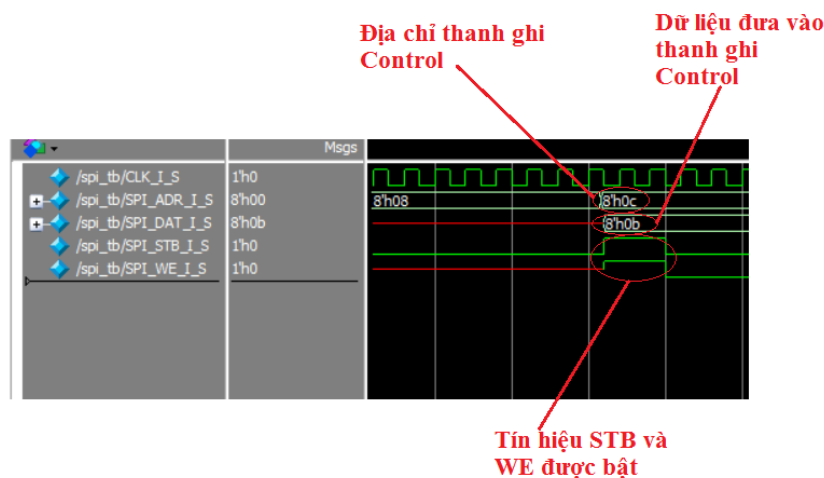 Địa chỉ thanh ghi
Control
Dữ liệu đưa vào
thanh ghi
Control
Msgs
/spi_tb/CLK_I_S 1'h0
/spi_tb/SPI_ADR_I_S 8'h00 8'h08 8'h0c
/spi_tb/SPI_DAT_I_S 8'h0b 8'h0b
/spi_tb/SPI_STB_I_S 1'h0
/spi_tb/SPI_WE_I_S 1'h0
Tín hiệu STB và
WE được bật